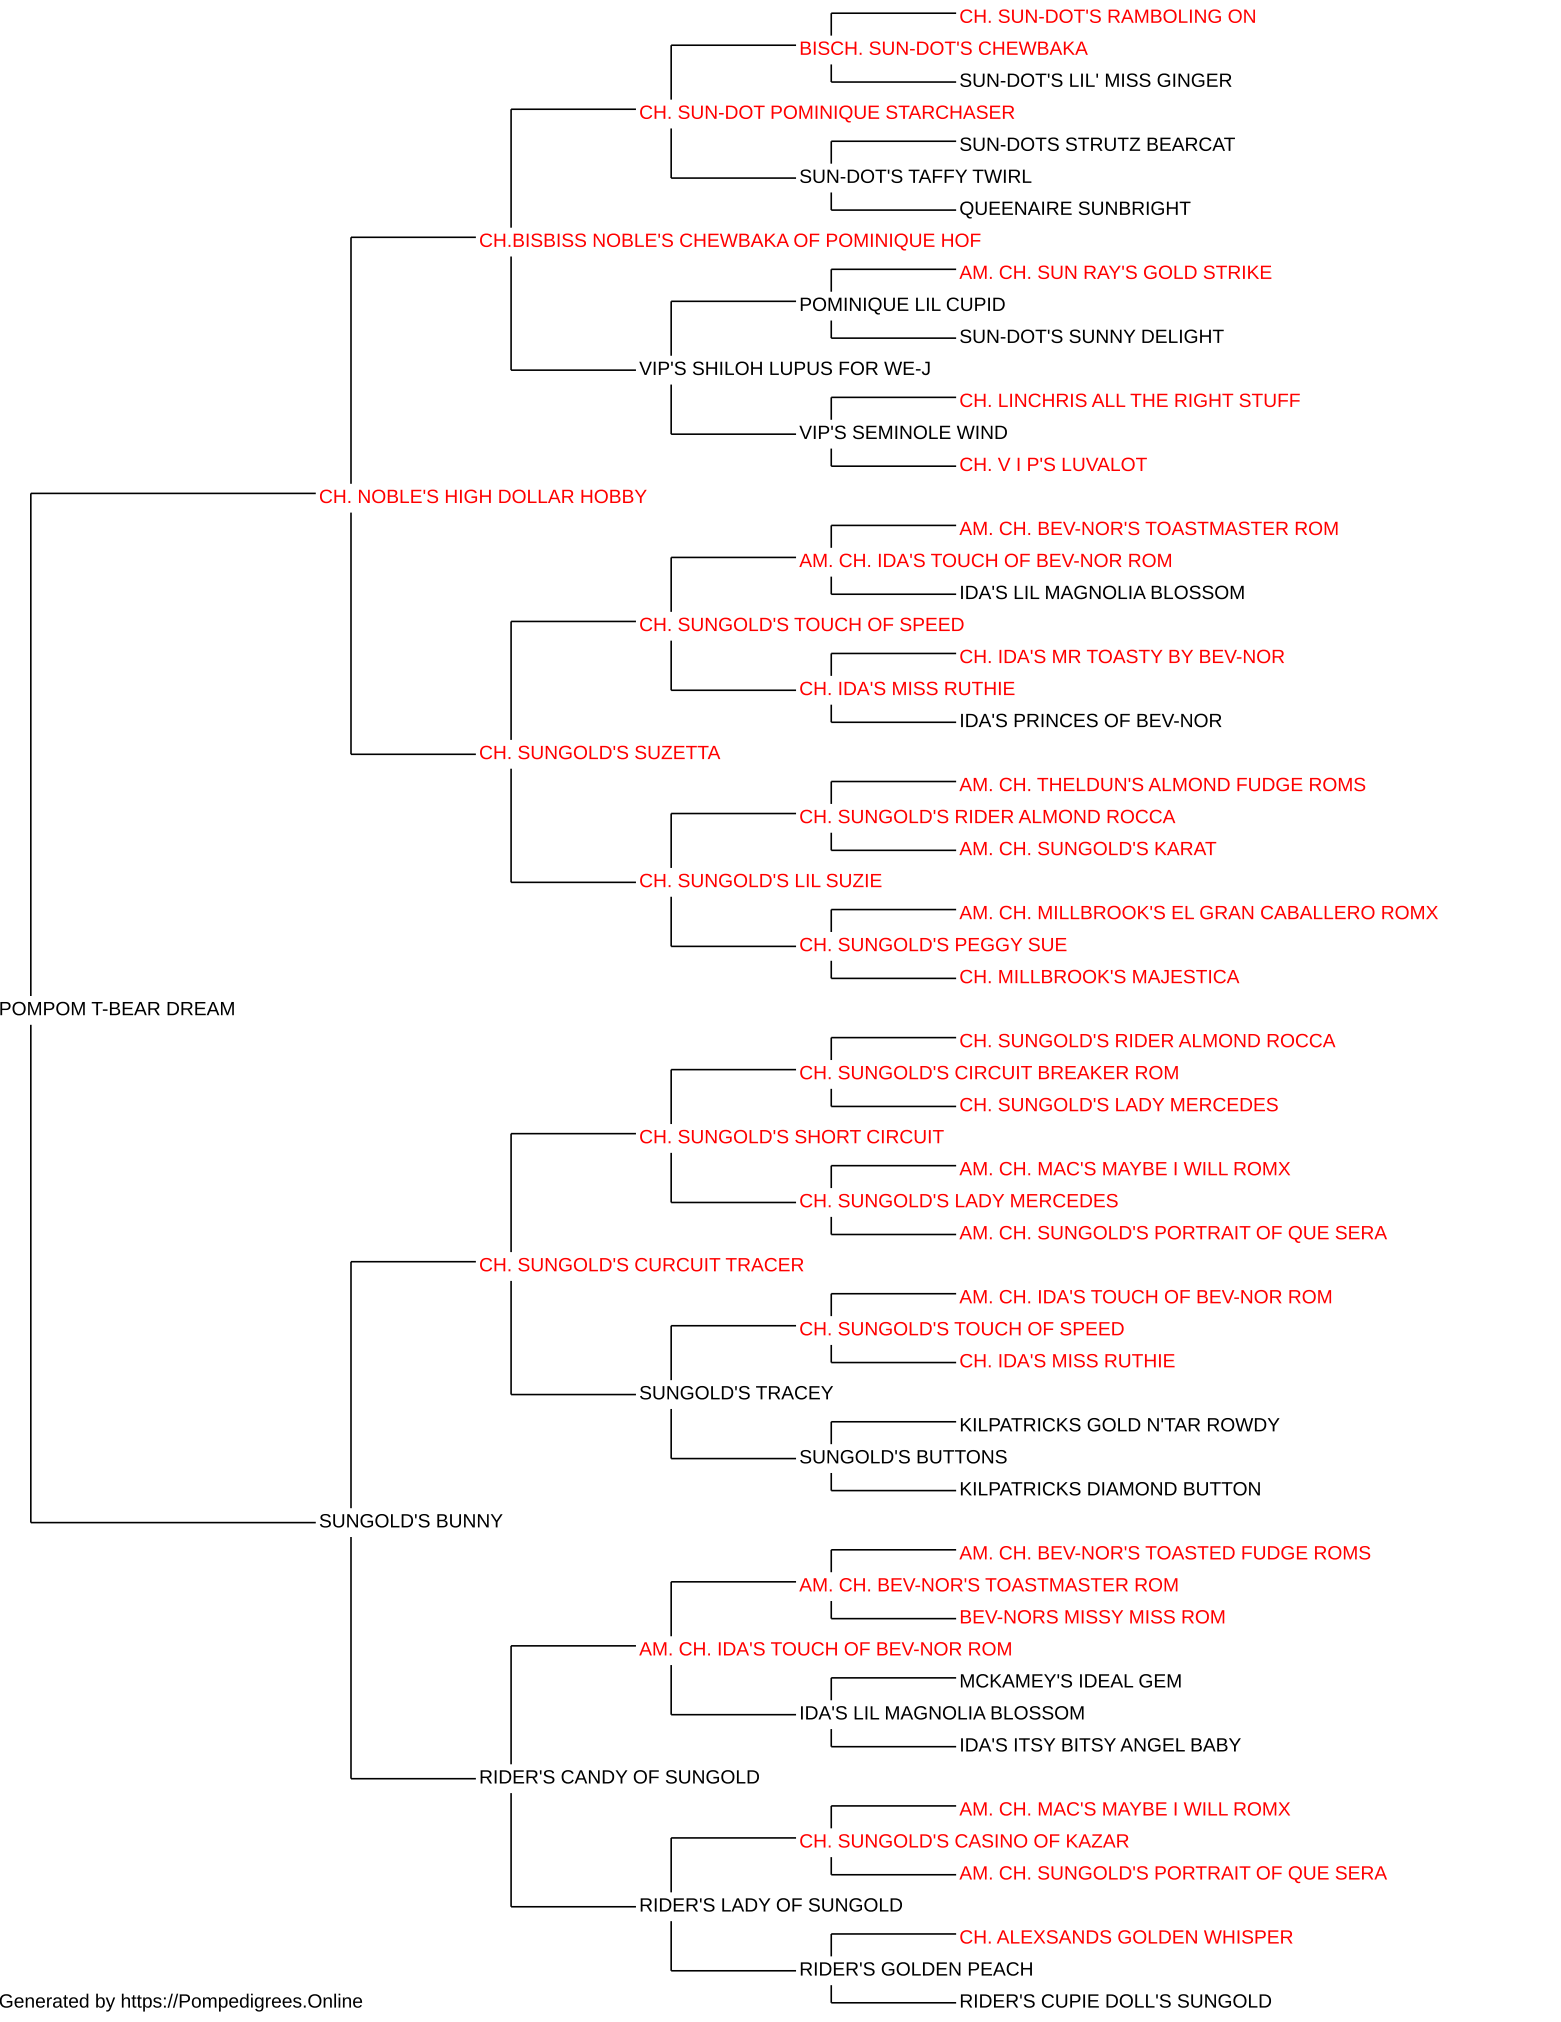 CH. SUN-DOT'S RAMBOLING ON
BISCH. SUN-DOT'S CHEWBAKA
SUN-DOT'S LIL' MISS GINGER
CH. SUN-DOT POMINIQUE STARCHASER
SUN-DOTS STRUTZ BEARCAT
SUN-DOT'S TAFFY TWIRL
QUEENAIRE SUNBRIGHT
CH.BISBISS NOBLE'S CHEWBAKA OF POMINIQUE HOF
AM. CH. SUN RAY'S GOLD STRIKE
POMINIQUE LIL CUPID
SUN-DOT'S SUNNY DELIGHT
VIP'S SHILOH LUPUS FOR WE-J
CH. LINCHRIS ALL THE RIGHT STUFF
VIP'S SEMINOLE WIND
CH. V I P'S LUVALOT
CH. NOBLE'S HIGH DOLLAR HOBBY
AM. CH. BEV-NOR'S TOASTMASTER ROM
AM. CH. IDA'S TOUCH OF BEV-NOR ROM
IDA'S LIL MAGNOLIA BLOSSOM
CH. SUNGOLD'S TOUCH OF SPEED
CH. IDA'S MR TOASTY BY BEV-NOR
CH. IDA'S MISS RUTHIE
IDA'S PRINCES OF BEV-NOR
CH. SUNGOLD'S SUZETTA
AM. CH. THELDUN'S ALMOND FUDGE ROMS
CH. SUNGOLD'S RIDER ALMOND ROCCA
AM. CH. SUNGOLD'S KARAT
CH. SUNGOLD'S LIL SUZIE
AM. CH. MILLBROOK'S EL GRAN CABALLERO ROMX
CH. SUNGOLD'S PEGGY SUE
CH. MILLBROOK'S MAJESTICA
POMPOM T-BEAR DREAM
CH. SUNGOLD'S RIDER ALMOND ROCCA
CH. SUNGOLD'S CIRCUIT BREAKER ROM
CH. SUNGOLD'S LADY MERCEDES
CH. SUNGOLD'S SHORT CIRCUIT
AM. CH. MAC'S MAYBE I WILL ROMX
CH. SUNGOLD'S LADY MERCEDES
AM. CH. SUNGOLD'S PORTRAIT OF QUE SERA
CH. SUNGOLD'S CURCUIT TRACER
AM. CH. IDA'S TOUCH OF BEV-NOR ROM
CH. SUNGOLD'S TOUCH OF SPEED
CH. IDA'S MISS RUTHIE
SUNGOLD'S TRACEY
KILPATRICKS GOLD N'TAR ROWDY
SUNGOLD'S BUTTONS
KILPATRICKS DIAMOND BUTTON
SUNGOLD'S BUNNY
AM. CH. BEV-NOR'S TOASTED FUDGE ROMS
AM. CH. BEV-NOR'S TOASTMASTER ROM
BEV-NORS MISSY MISS ROM
AM. CH. IDA'S TOUCH OF BEV-NOR ROM
MCKAMEY'S IDEAL GEM
IDA'S LIL MAGNOLIA BLOSSOM
IDA'S ITSY BITSY ANGEL BABY
RIDER'S CANDY OF SUNGOLD
AM. CH. MAC'S MAYBE I WILL ROMX
CH. SUNGOLD'S CASINO OF KAZAR
AM. CH. SUNGOLD'S PORTRAIT OF QUE SERA
RIDER'S LADY OF SUNGOLD
CH. ALEXSANDS GOLDEN WHISPER
RIDER'S GOLDEN PEACH
RIDER'S CUPIE DOLL'S SUNGOLD
Generated by https://Pompedigrees.Online